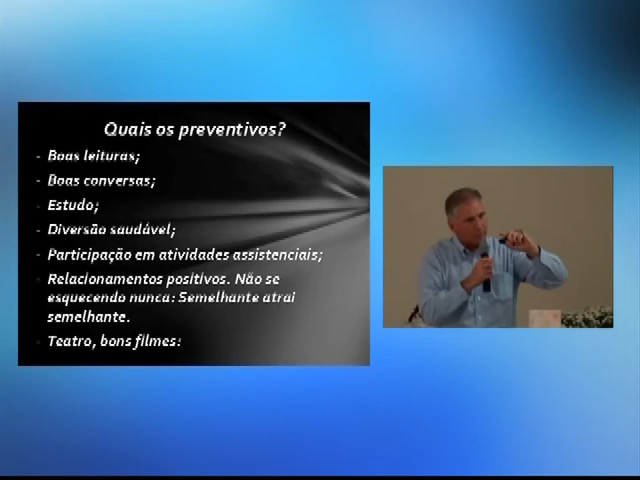 Quais os preventivos?
- Boas leituras;
- Boas conversas;
- Estudo;
- Diversão saudável;
- Participação em atividades assistenciais;
- Relacionamentos positivos. Não se
esquecendo nunca: Semelhante atrai
semelhante.
- Teatro, bons filmes: